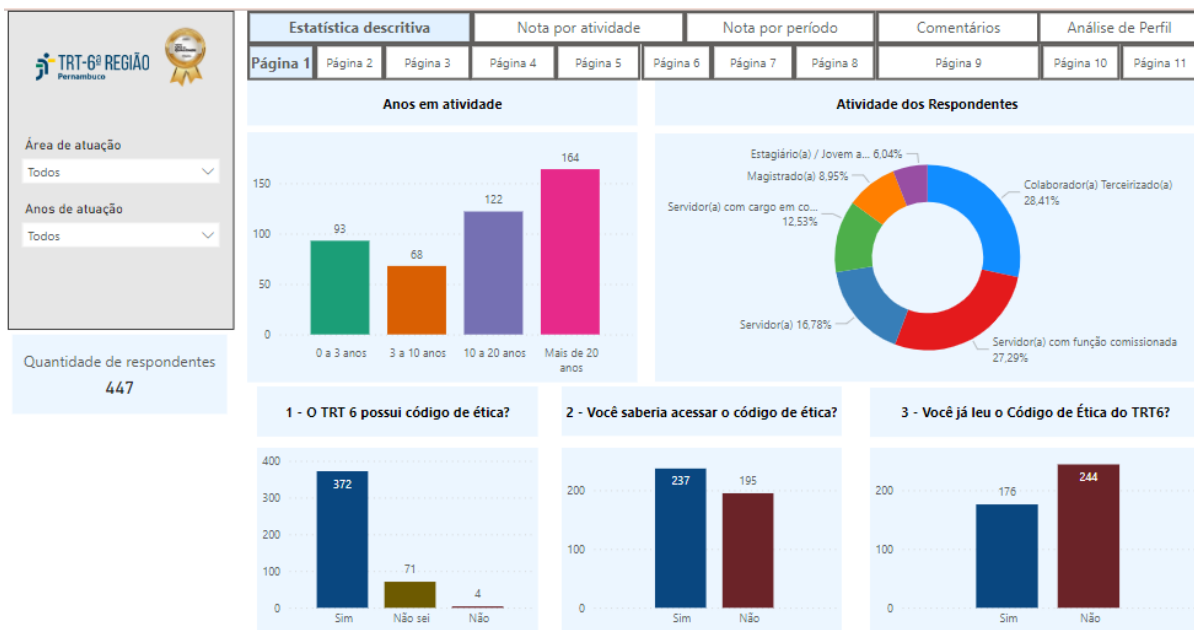 Estatística descritiva
Nota por atividade
Nota por período
Comentários
Análise de Perfil
Página 1
Página 2
Página 3
Página 4
Página 5
Página 6
Página 7
Página 8
Página 9
Página 10
Página 11
TRT-6ª REGIÃO
Pernambuco
Área de atuação
Todos
Anos de atuação
Todos
Quantidade de respondentes
447
Anos em atividade
150
100
50
0
93
68
122
164
0 a 3 anos
3 a 10 anos
10 a 20 anos
Mais de 20
anos
Atividade dos Respondentes
Estagiário(a) / Jovem a... 6,04%
Magistrado(a) 8,95%
Servidor(a) com cargo em co...
12,53%
Servidor(a) 16,78%
Colaborador(a) Terceirizado(a)
28,41%
Servidor(a) com função comissionada
27,29%
1 - O TRT 6 possui código de ética?
400
300
200
100
0
372
71
4
Sim
Não sei
Não
2 - Você saberia acessar o código de ética?
200
100
0
237
195
Sim
Não
3 - Você já leu o Código de Ética do TRT6?
200
100
0
176
244
Sim
Não